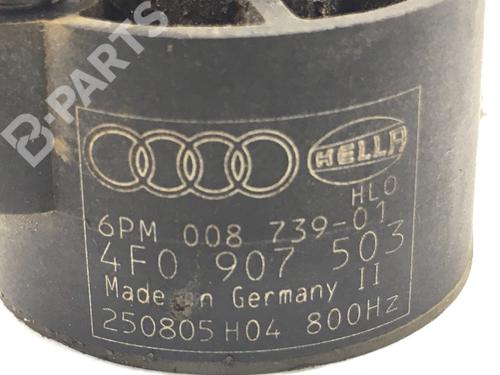 B-PARTS
HELLA
HLO
6PM 008 739-01
4F0 907 503
Made in Germany II
250805 H04 800Hz